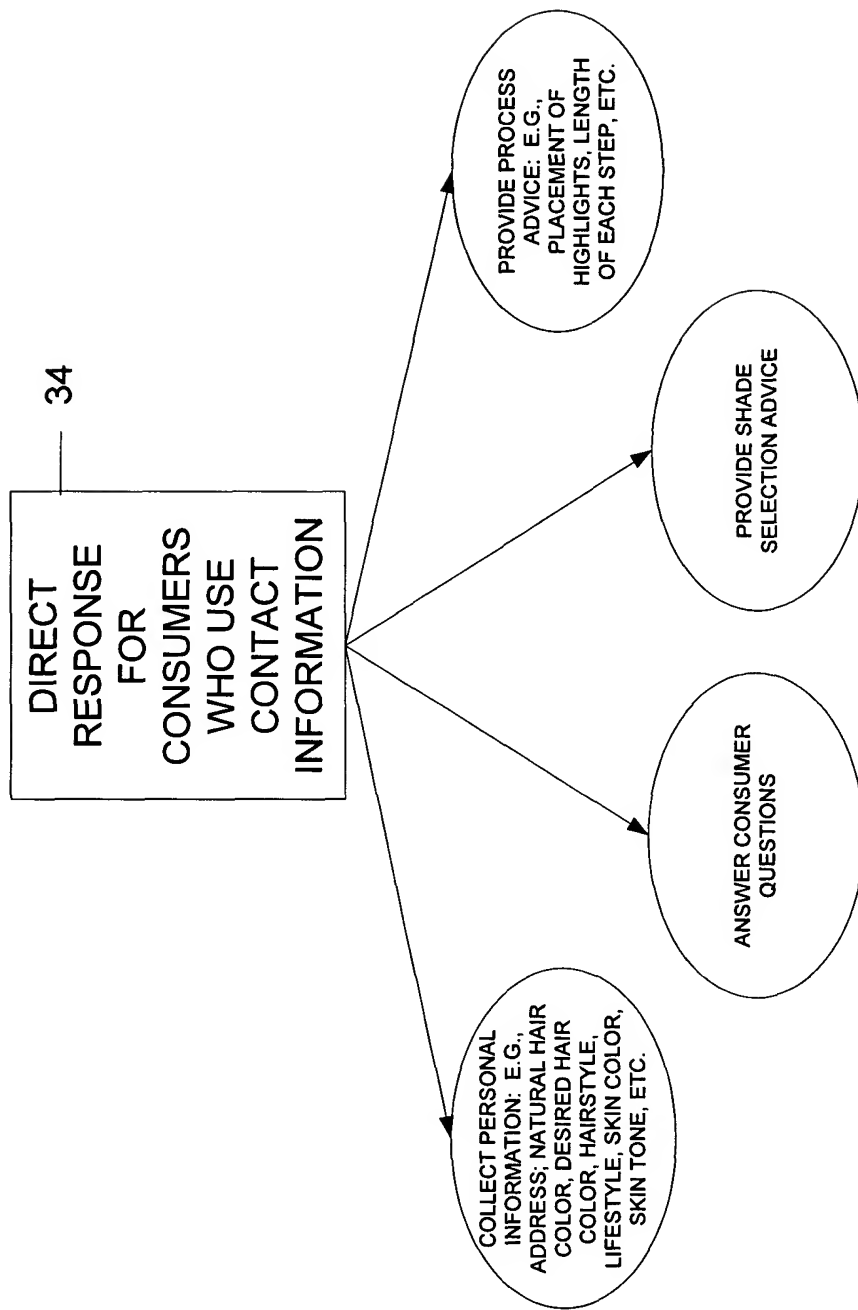 DIRECT
RESPONSE
FOR
CONSUMERS
WHO USE
CONTACT
INFORMATION
34
COLLECT PERSONAL
INFORMATION: E.G.,
ADDRESS; NATURAL HAIR
COLOR, DESIRED HAIR
COLOR, HAIRSTYLE,
LIFESTYLE, SKIN COLOR,
SKIN TONE, ETC.
ANSWER CONSUMER
QUESTIONS
PROVIDE SHADE
SELECTION ADVICE
PROVIDE PROCESS
ADVICE: E.G.,
PLACEMENT OF
HIGHLIGHTS, LENGTH
OF EACH STEP, ETC.